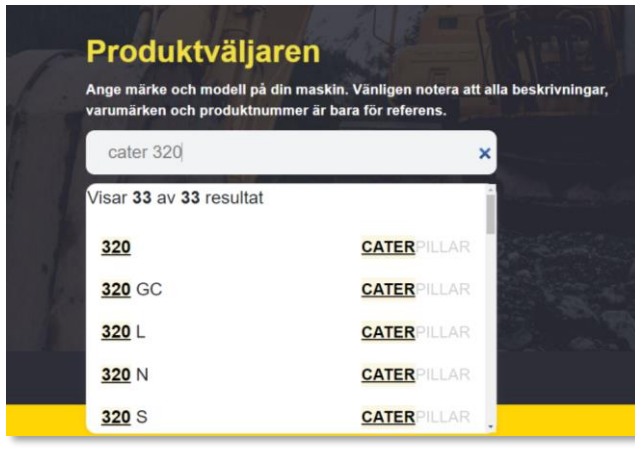 Produktväljaren
Ange märke och modell på din maskin. Vänligen notera att alla beskrivningar,
varumärken och produktnummer är bara för referens.
cater 320
Visar 33 av 33 resultat
320 CATERPILLAR
320 GC CATERPILLAR
320 L CATERPILLAR
320 N CATERPILLAR
320 S CATERPILLAR